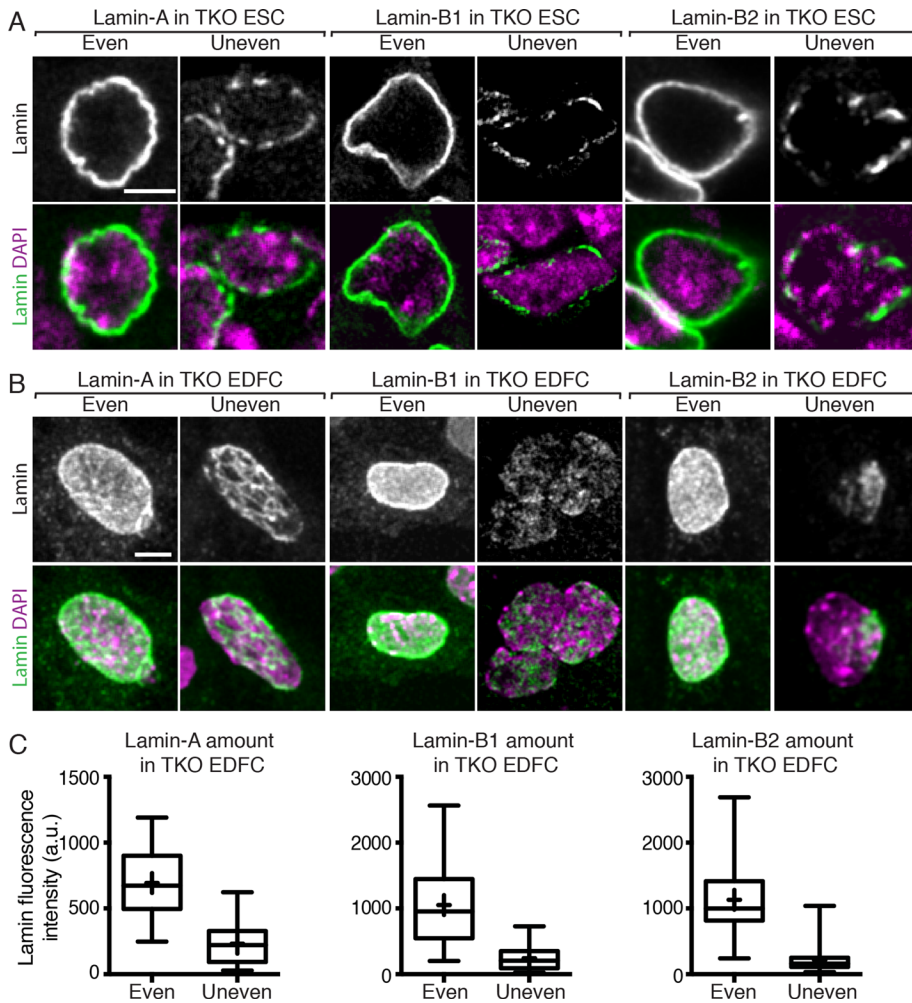 A
Lamin-A in TKO ESC Lamin-B1 in TKO ESC Lamin-B2 in TKO ESC
Even Uneven Even Uneven Even Uneven
Lamin
Lamin DAPI
B
Lamin-A in TKO EDFC Lamin-B1 in TKO EDFC Lamin-B2 in TKO EDFC
Even Uneven Even Uneven Even Uneven
Lamin
Lamin DAPI
C
Lamin-A amount
in TKO EDFC
Lamin fluorescence
intensity (a.u.)
1500
1000
500
0
Even Uneven
Lamin-B1 amount
in TKO EDFC
3000
2000
1000
0
Even Uneven
Lamin-B2 amount
in TKO EDFC
3000
2000
1000
0
Even Uneven